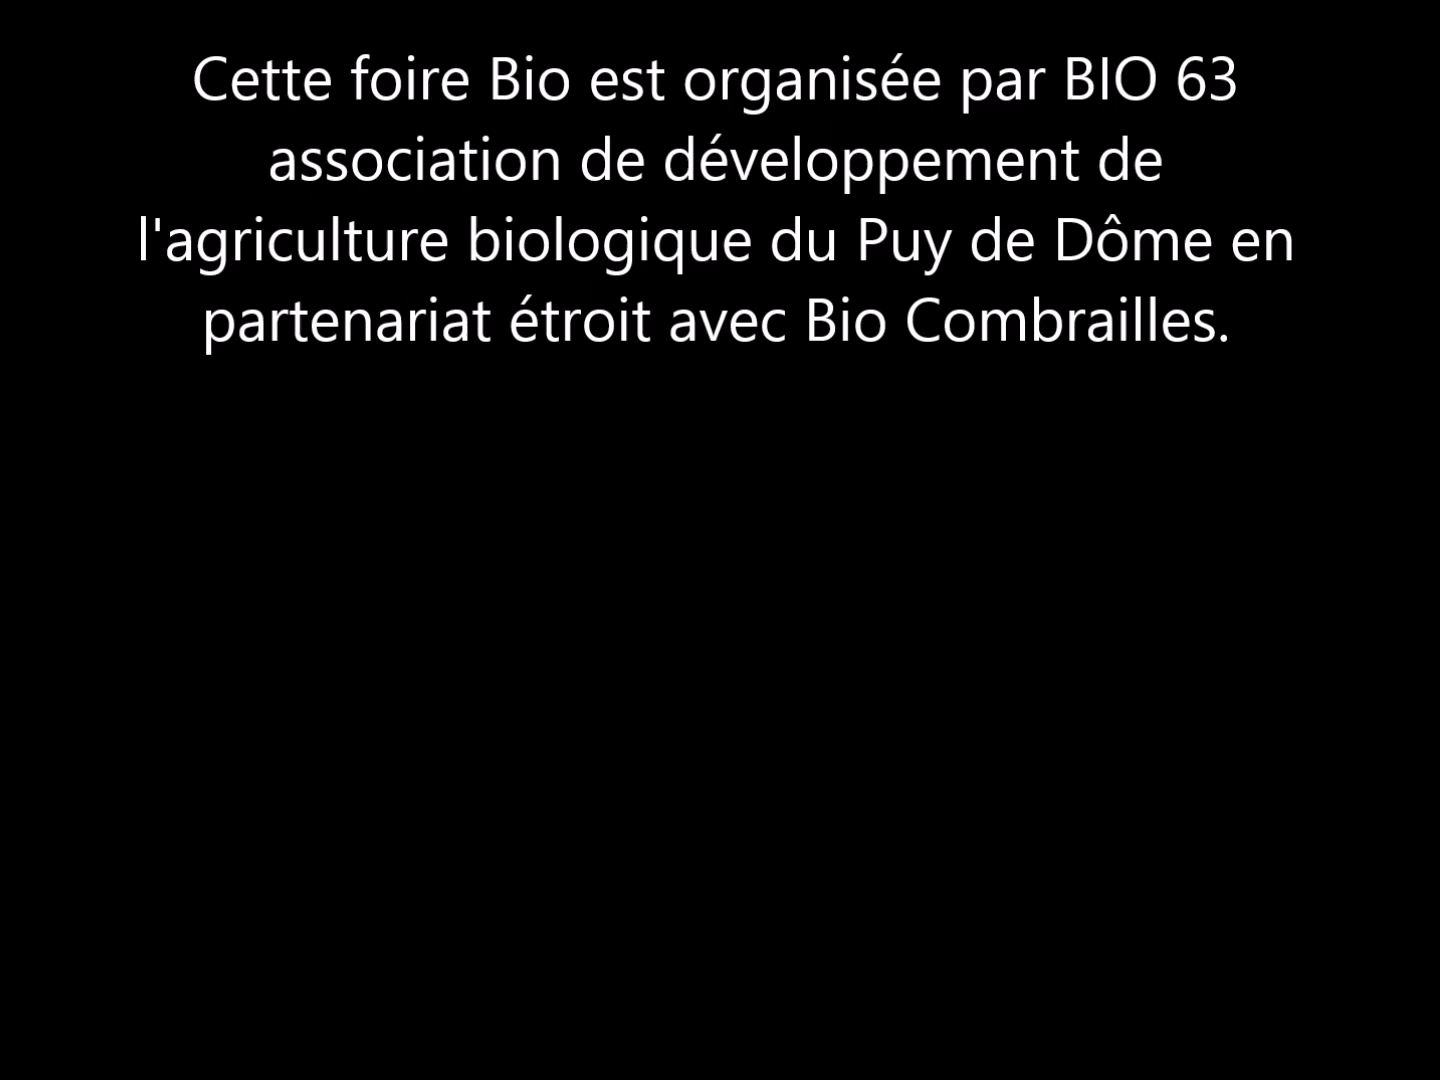 Cette foire Bio est organisée par BIO 63
association de développement de
l'agriculture biologique du Puy de Dôme en
partenariat étroit avec Bio Combrailles.